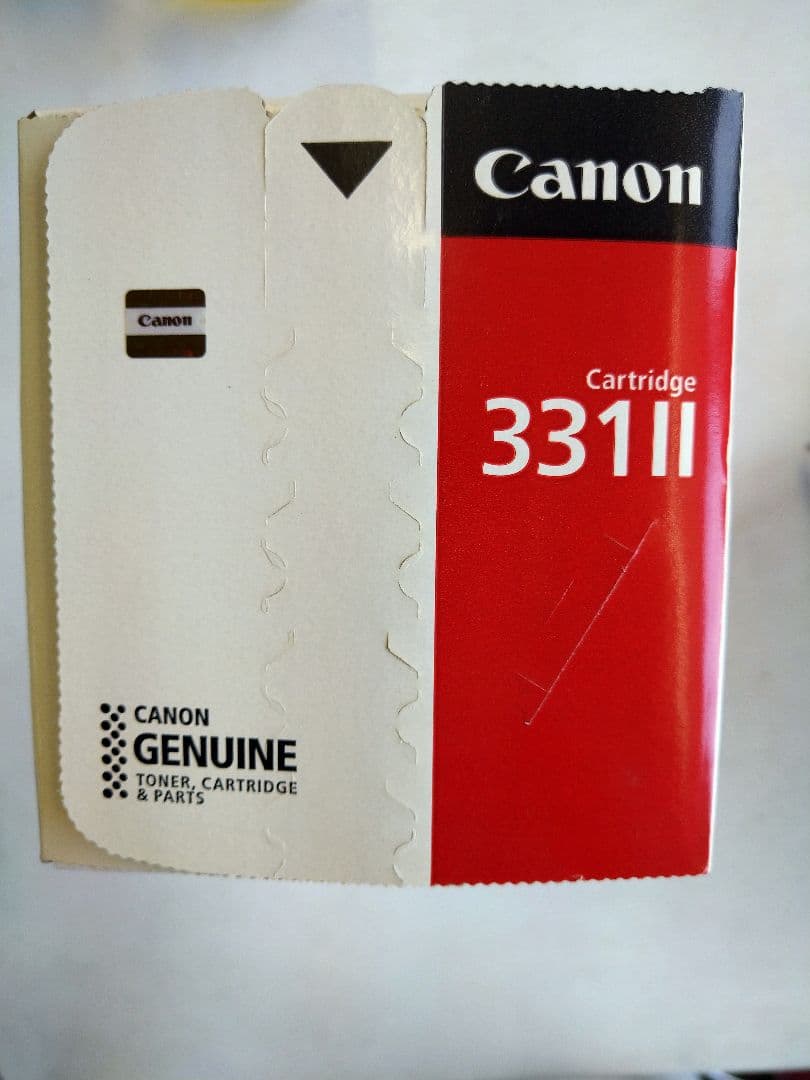 Canon
Cartridge
331II
Canon
CANON
GENUINE
TONER, CARTRIDGE
& PARTS